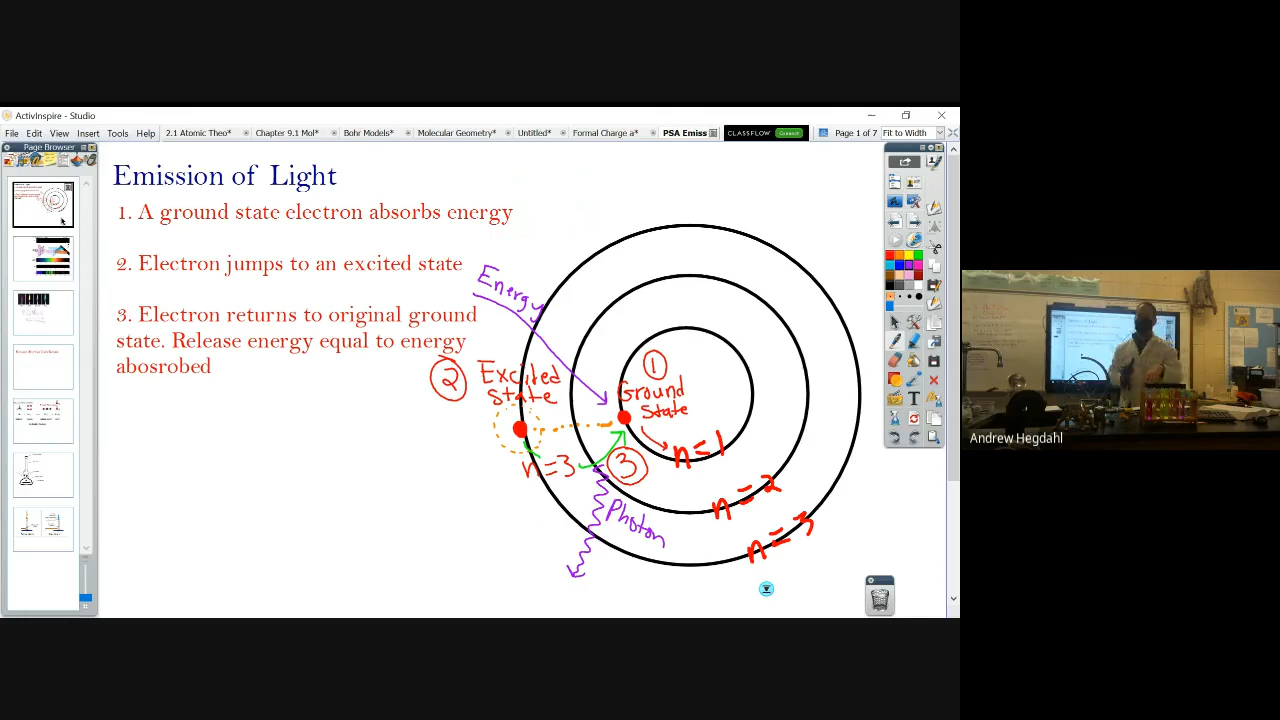 ActivInspire - Studio
File Edit View Insert Tools Help
2.1 Atomic Theo* Chapter 9.1 Mol* Bohr Models* Molecular Geometry* Untitled* Formal Charge a* PSA Emiss CLASSFLOW Connect Page 1 of 7 Fit to Width
Page Browser
Emission of Light
1. A ground state electron absorbs energy
2. Electron jumps to an excited state
3. Electron returns to original ground
state. Release energy equal to energy
abosrobed
Energy
1
Ground
State
2 Excited
state
n=1
n=3
3
n=2
Photon
n=3
Andrew Hegdahl